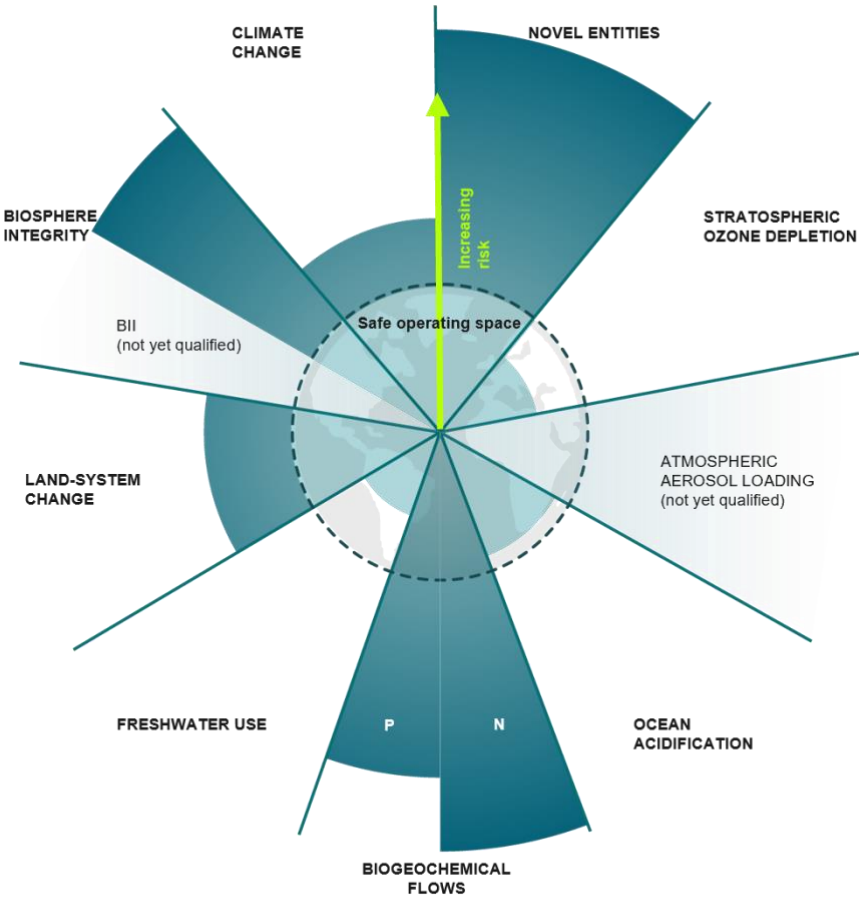 CLIMATE
CHANGE
NOVEL ENTITIES
Increasing
risk
BIOSPHERE
INTEGRITY
STRATOSPHERIC
OZONE DEPLETION
Safe operating space
BII
(not yet qualified)
LAND-SYSTEM
CHANGE
ATMOSPHERIC
AEROSOL LOADING
(not yet qualified)
FRESHWATER USE
P
N
OCEAN
ACIDIFICATION
BIOGEOCHEMICAL
FLOWS